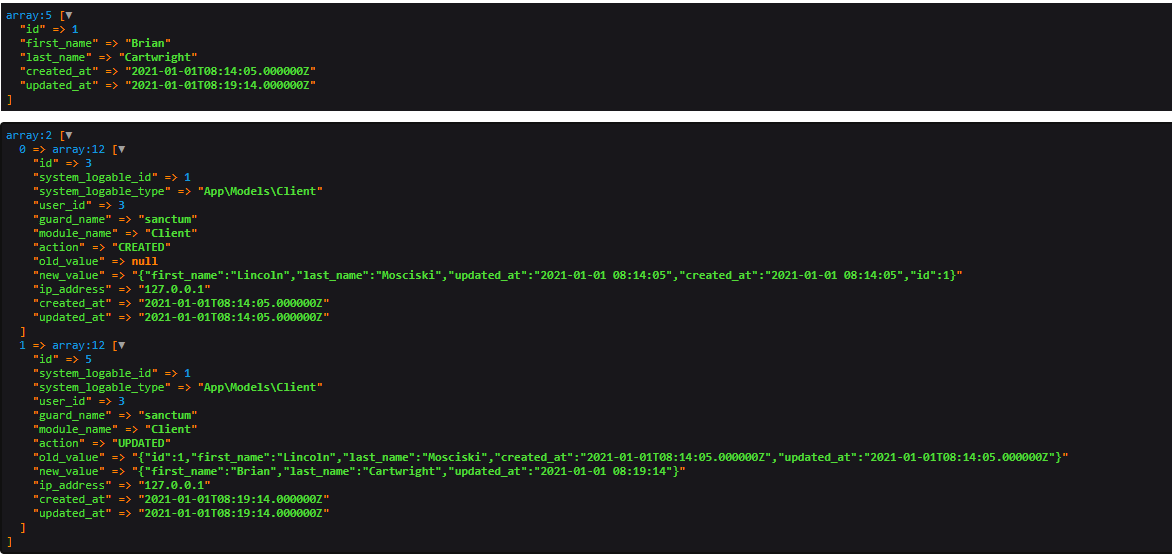 array:5 [▼
  "id" => 1
  "first_name" => "Brian"
  "last_name" => "Cartwright"
  "created_at" => "2021-01-01T08:14:05.000000Z"
  "updated_at" => "2021-01-01T08:19:14.000000Z"
]
array:2 [▼
  0 => array:12 [▼
    "id" => 3
    "system_logable_id" => 1
    "system_logable_type" => "App\Models\Client"
    "user_id" => 3
    "guard_name" => "sanctum"
    "module_name" => "Client"
    "action" => "CREATED"
    "old_value" => null
    "new_value" => "{"first_name":"Lincoln","last_name":"Mosciski","updated_at":"2021-01-01 08:14:05","created_at":"2021-01-01 08:14:05","id":1}"
    "ip_address" => "127.0.0.1"
    "created_at" => "2021-01-01T08:14:05.000000Z"
    "updated_at" => "2021-01-01T08:14:05.000000Z"
  ]
  1 => array:12 [▼
    "id" => 5
    "system_logable_id" => 1
    "system_logable_type" => "App\Models\Client"
    "user_id" => 3
    "guard_name" => "sanctum"
    "module_name" => "Client"
    "action" => "UPDATED"
    "old_value" => "{"id":1,"first_name":"Lincoln","last_name":"Mosciski","created_at":"2021-01-01T08:14:05.000000Z","updated_at":"2021-01-01T08:14:05.000000Z"}"
    "new_value" => "{"first_name":"Brian","last_name":"Cartwright","updated_at":"2021-01-01 08:19:14"}"
    "ip_address" => "127.0.0.1"
    "created_at" => "2021-01-01T08:19:14.000000Z"
    "updated_at" => "2021-01-01T08:19:14.000000Z"
  ]
]